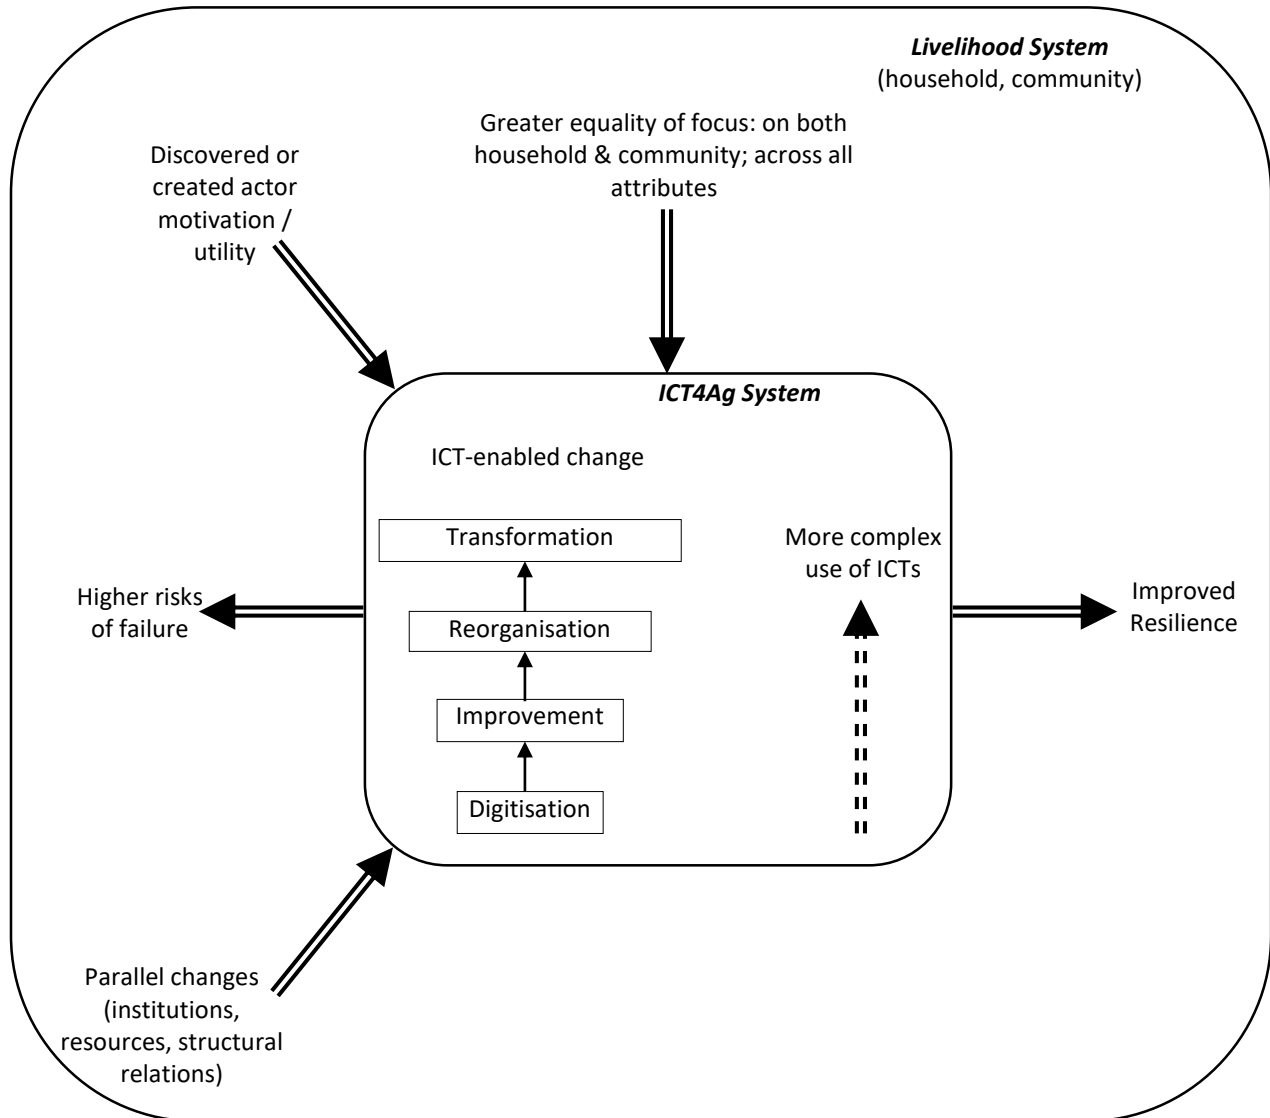 Livelihood System
(household, community)
Greater equality of focus: on both
household & community; across all
attributes
Discovered or
created actor
motivation /
utility
ICT4Ag System
ICT-enabled change
Transformation
Reorganisation
Improvement
Digitisation
More complex
use of ICTs
Higher risks
of failure
Improved
Resilience
Parallel changes
(institutions,
resources, structural
relations)